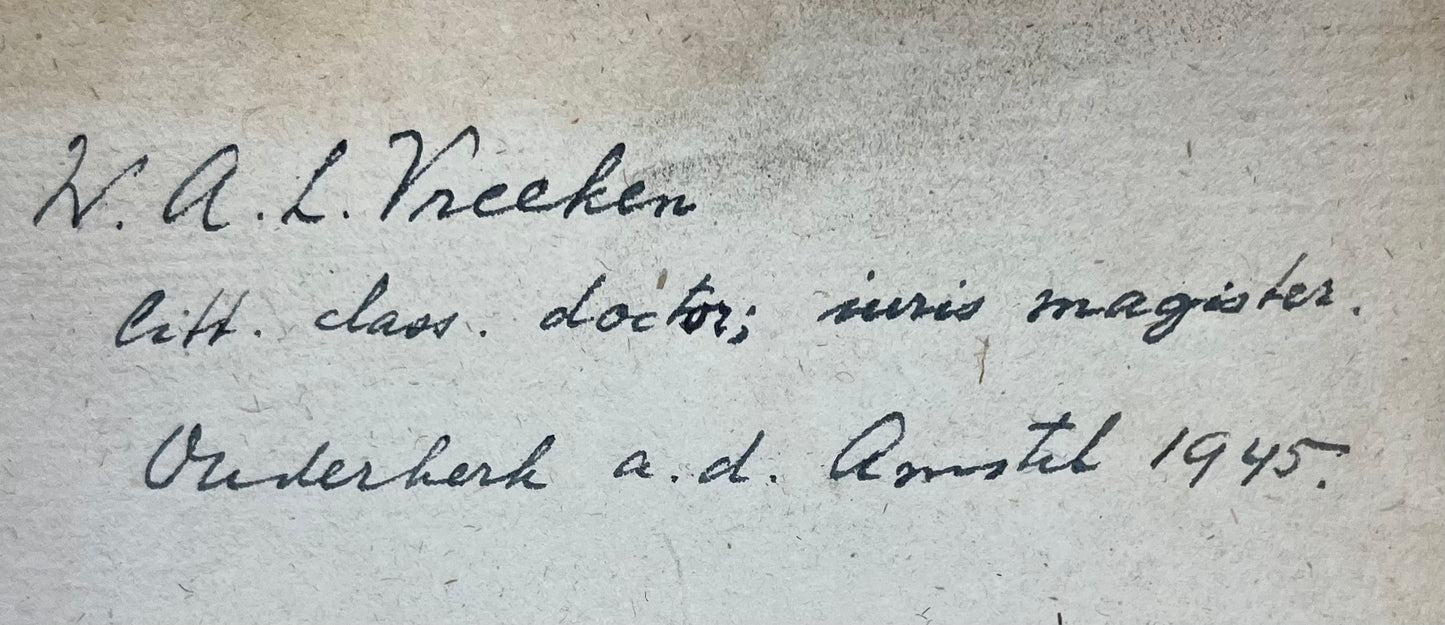 W. A. L. Vreeken
litt. class. doctor; iuris magister.
Ouderkerk a.d. Amstel 1945.